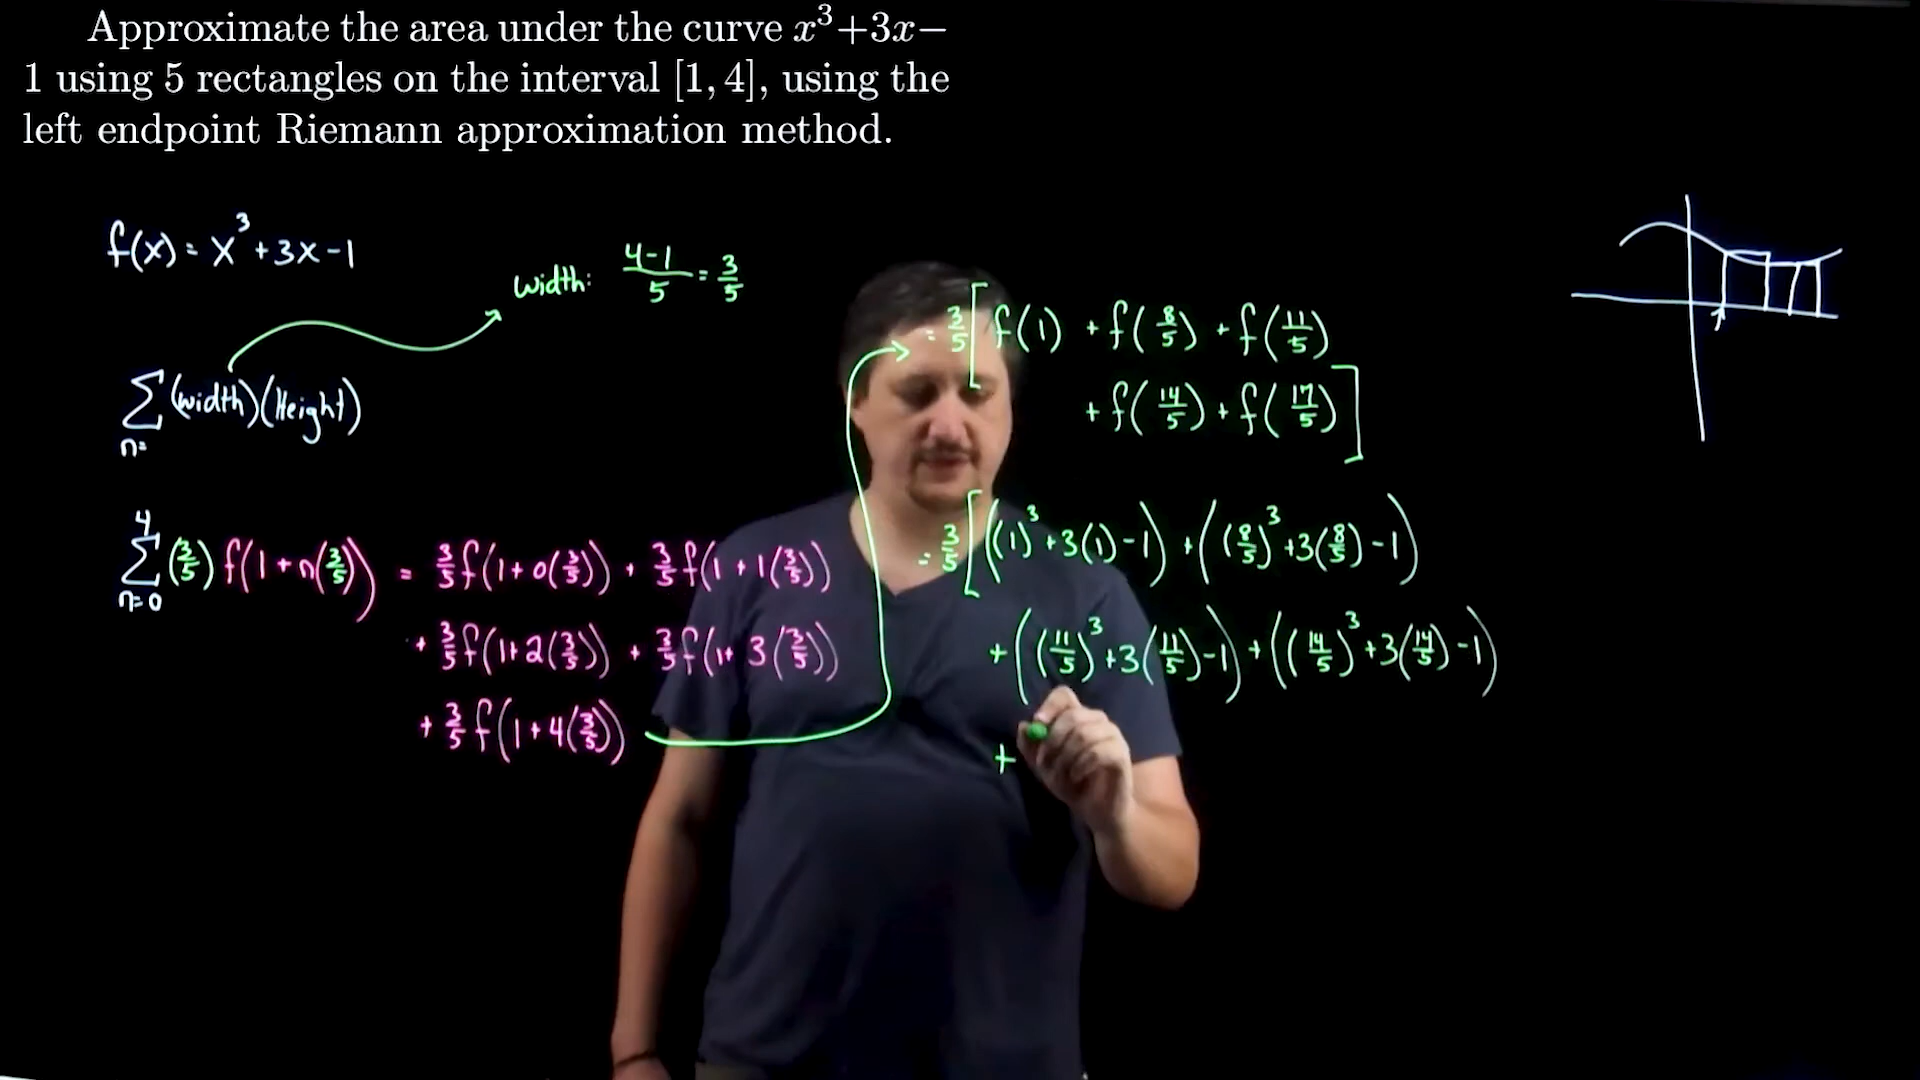 Approximate the area under the curve x³+3x−
1 using 5 rectangles on the interval [1, 4], using the
left endpoint Riemann approximation method.
f(x) = x³ + 3x - 1
width: (4-1)/5 = 3/5
∑ (width)(Height)
n=
4
∑ (3/5) f(1 + n(3/5)) = 3/5 f(1 + 0(3/5)) + 3/5 f(1 + 1(3/5))
n=0
+ 3/5 f(1 + 2(3/5)) + 3/5 f(1 + 3(3/5))
+ 3/5 f(1 + 4(3/5))
= 3/5 [ f(1) + f(8/5) + f(11/5)
+ f(14/5) + f(17/5) ]
= 3/5 [ ((1)³ + 3(1) - 1) + ((8/5)³ + 3(8/5) - 1)
+ ((11/5)³ + 3(11/5) - 1) + ((14/5)³ + 3(14/5) - 1)
+